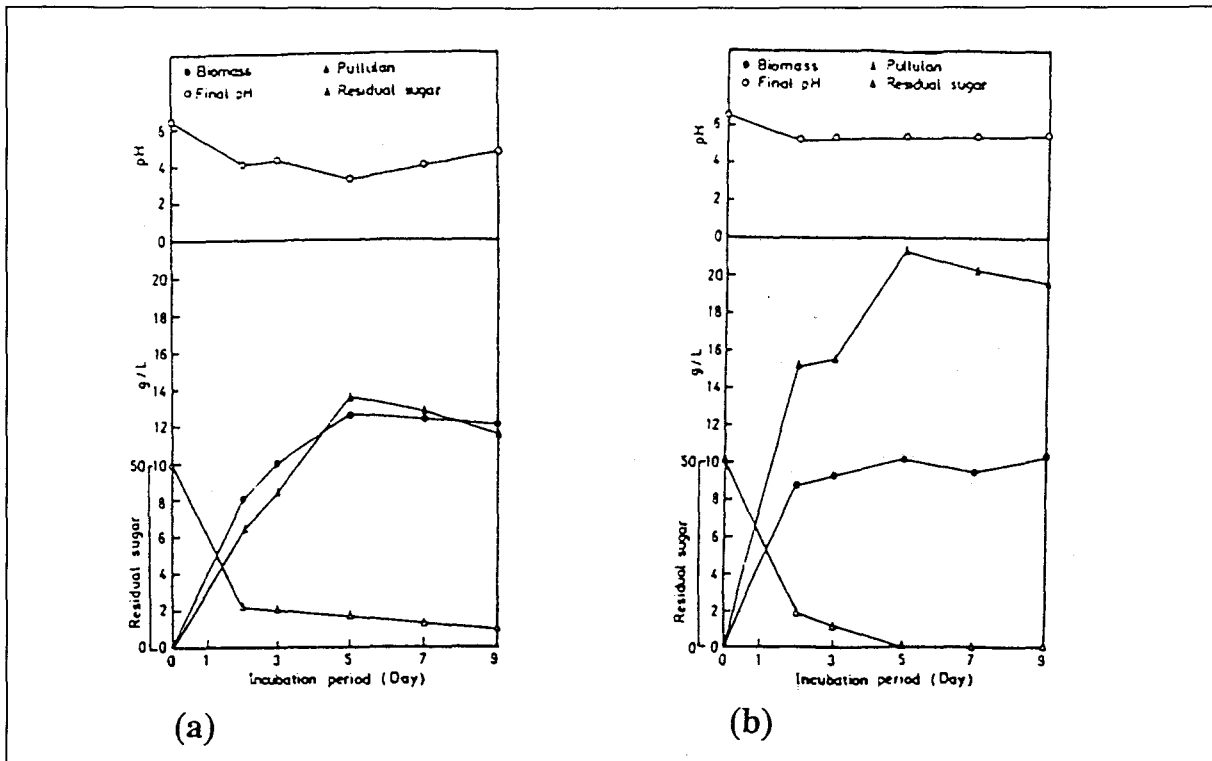 • Biomass ▲ Pullulan
○ Final pH △ Residual sugar
6
4
2
0
pH
20
18
16
14
12
50 10
8
6
4
2
0 0
g/L
Residual sugar
0 1 3 5 7 9
Incubation period (Day)
(a)
• Biomass ▲ Pullulan
○ Final pH ▲ Residual sugar
6
4
2
0
pH
20
18
16
14
12
50 10
8
6
4
2
0 0
g/L
Residual sugar
0 1 3 5 7 9
Incubation period (Day)
(b)